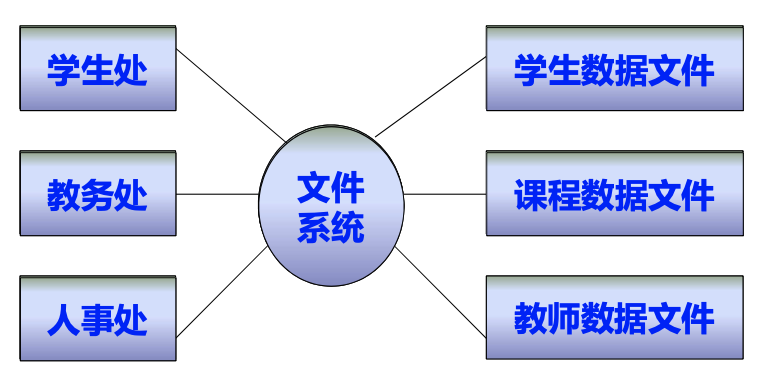 学生处
学生数据文件
教务处
文件
系统
课程数据文件
人事处
教师数据文件